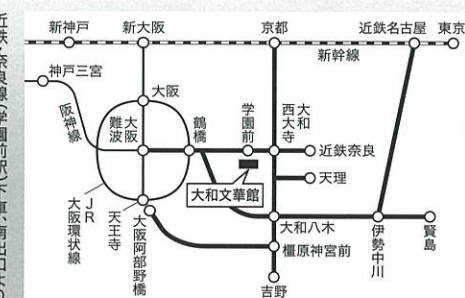 近鉄・奈良線(学園前駅)下車、南出口より
新神戸
新大阪
京都
近鉄名古屋
東京
新幹線
神戸三宮
大阪
阪神線
大阪難波
鶴橋
学園前
大和西大寺
近鉄奈良
天理
大和文華館
JR大阪環状線
天王寺
大阪阿部野橋
大和八木
橿原神宮前
吉野
伊勢中川
賢島